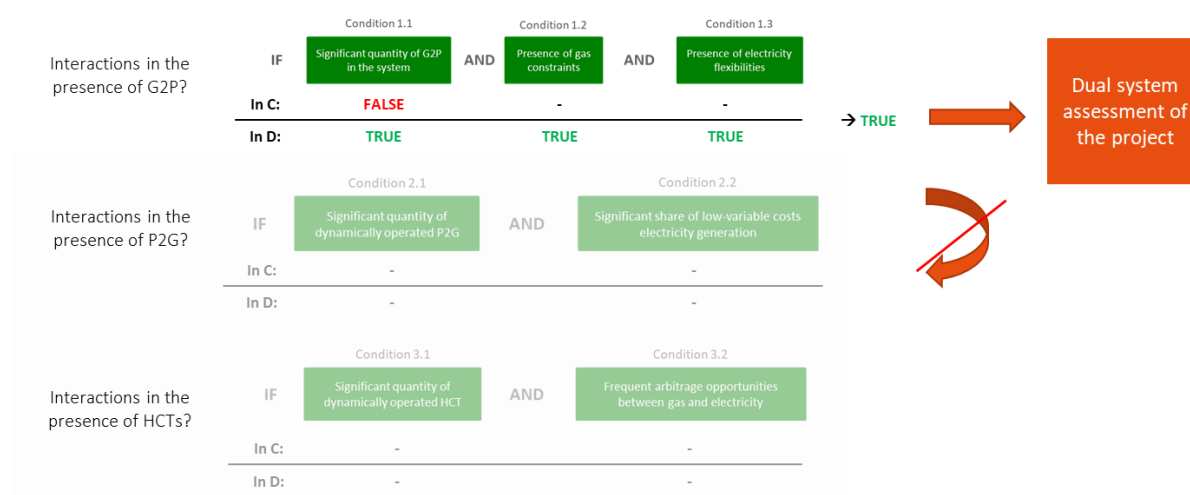 Condition 1.1 Condition 1.2 Condition 1.3
Interactions in the
presence of G2P?
IF
Significant quantity of G2P
in the system
AND
Presence of gas
constraints
AND
Presence of electricity
flexibilities
In C: FALSE - -
In D: TRUE TRUE TRUE
→ TRUE
Dual system
assessment of
the project
Condition 2.1 Condition 2.2
Interactions in the
presence of P2G?
IF
Significant quantity of
dynamically operated P2G
AND
Significant share of low-variable costs
electricity generation
In C: - -
In D: - -
Condition 3.1 Condition 3.2
Interactions in the
presence of HCTs?
IF
Significant quantity of
dynamically operated HCT
AND
Frequent arbitrage opportunities
between gas and electricity
In C: - -
In D: - -